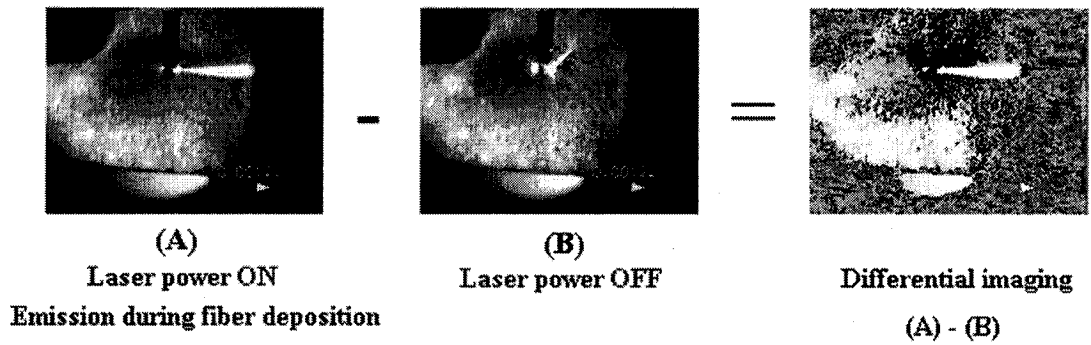 - =
(A)
Laser power ON
Emission during fiber deposition
(B)
Laser power OFF
Differential imaging
(A) - (B)